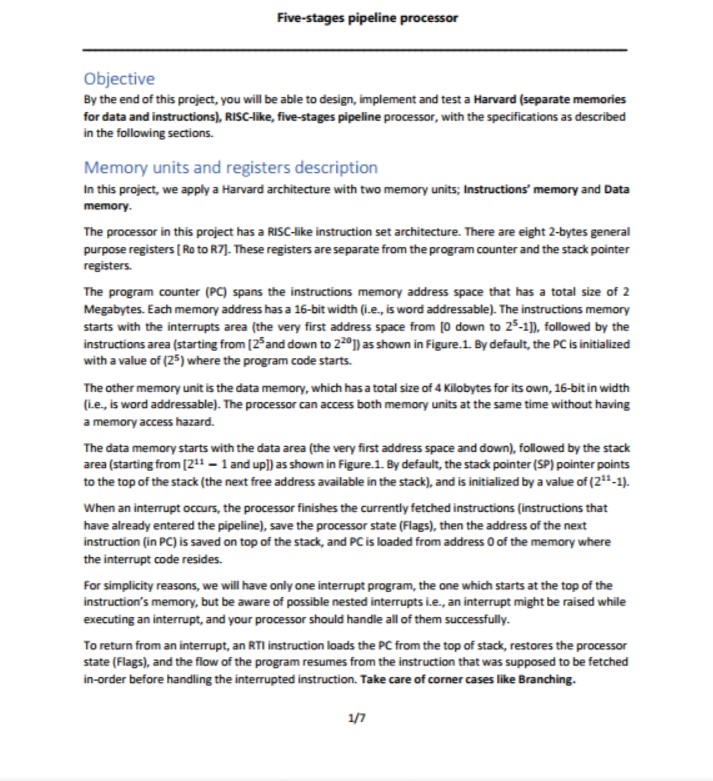 Five-stages pipeline processor
Objective
By the end of this project, you will be able to design, implement and test a Harvard (separate memories
for data and instructions), RISC-like, five-stages pipeline processor, with the specifications as described
in the following sections.
Memory units and registers description
In this project, we apply a Harvard architecture with two memory units; Instructions’ memory and Data
memory.
The processor in this project has a RISC-like instruction set architecture. There are eight 2-bytes general
purpose registers [ R0 to R7]. These registers are separate from the program counter and the stack pointer
registers.
The program counter (PC) spans the instructions memory address space that has a total size of 2
Megabytes. Each memory address has a 16-bit width (i.e., is word addressable). The instructions memory
starts with the interrupts area (the very first address space from [0 down to 2⁵-1]), followed by the
instructions area (starting from [2⁵and down to 2²⁰]) as shown in Figure.1. By default, the PC is initialized
with a value of (2⁵) where the program code starts.
The other memory unit is the data memory, which has a total size of 4 Kilobytes for its own, 16-bit in width
(i.e., is word addressable). The processor can access both memory units at the same time without having
a memory access hazard.
The data memory starts with the data area (the very first address space and down), followed by the stack
area (starting from [2¹¹ − 1 and up]) as shown in Figure.1. By default, the stack pointer (SP) pointer points
to the top of the stack (the next free address available in the stack), and is initialized by a value of (2¹¹-1).
When an interrupt occurs, the processor finishes the currently fetched instructions (instructions that
have already entered the pipeline), save the processor state (Flags), then the address of the next
instruction (in PC) is saved on top of the stack, and PC is loaded from address 0 of the memory where
the interrupt code resides.
For simplicity reasons, we will have only one interrupt program, the one which starts at the top of the
instruction’s memory, but be aware of possible nested interrupts i.e., an interrupt might be raised while
executing an interrupt, and your processor should handle all of them successfully.
To return from an interrupt, an RTI instruction loads the PC from the top of stack, restores the processor
state (Flags), and the flow of the program resumes from the instruction that was supposed to be fetched
in-order before handling the interrupted instruction. Take care of corner cases like Branching.
1/7